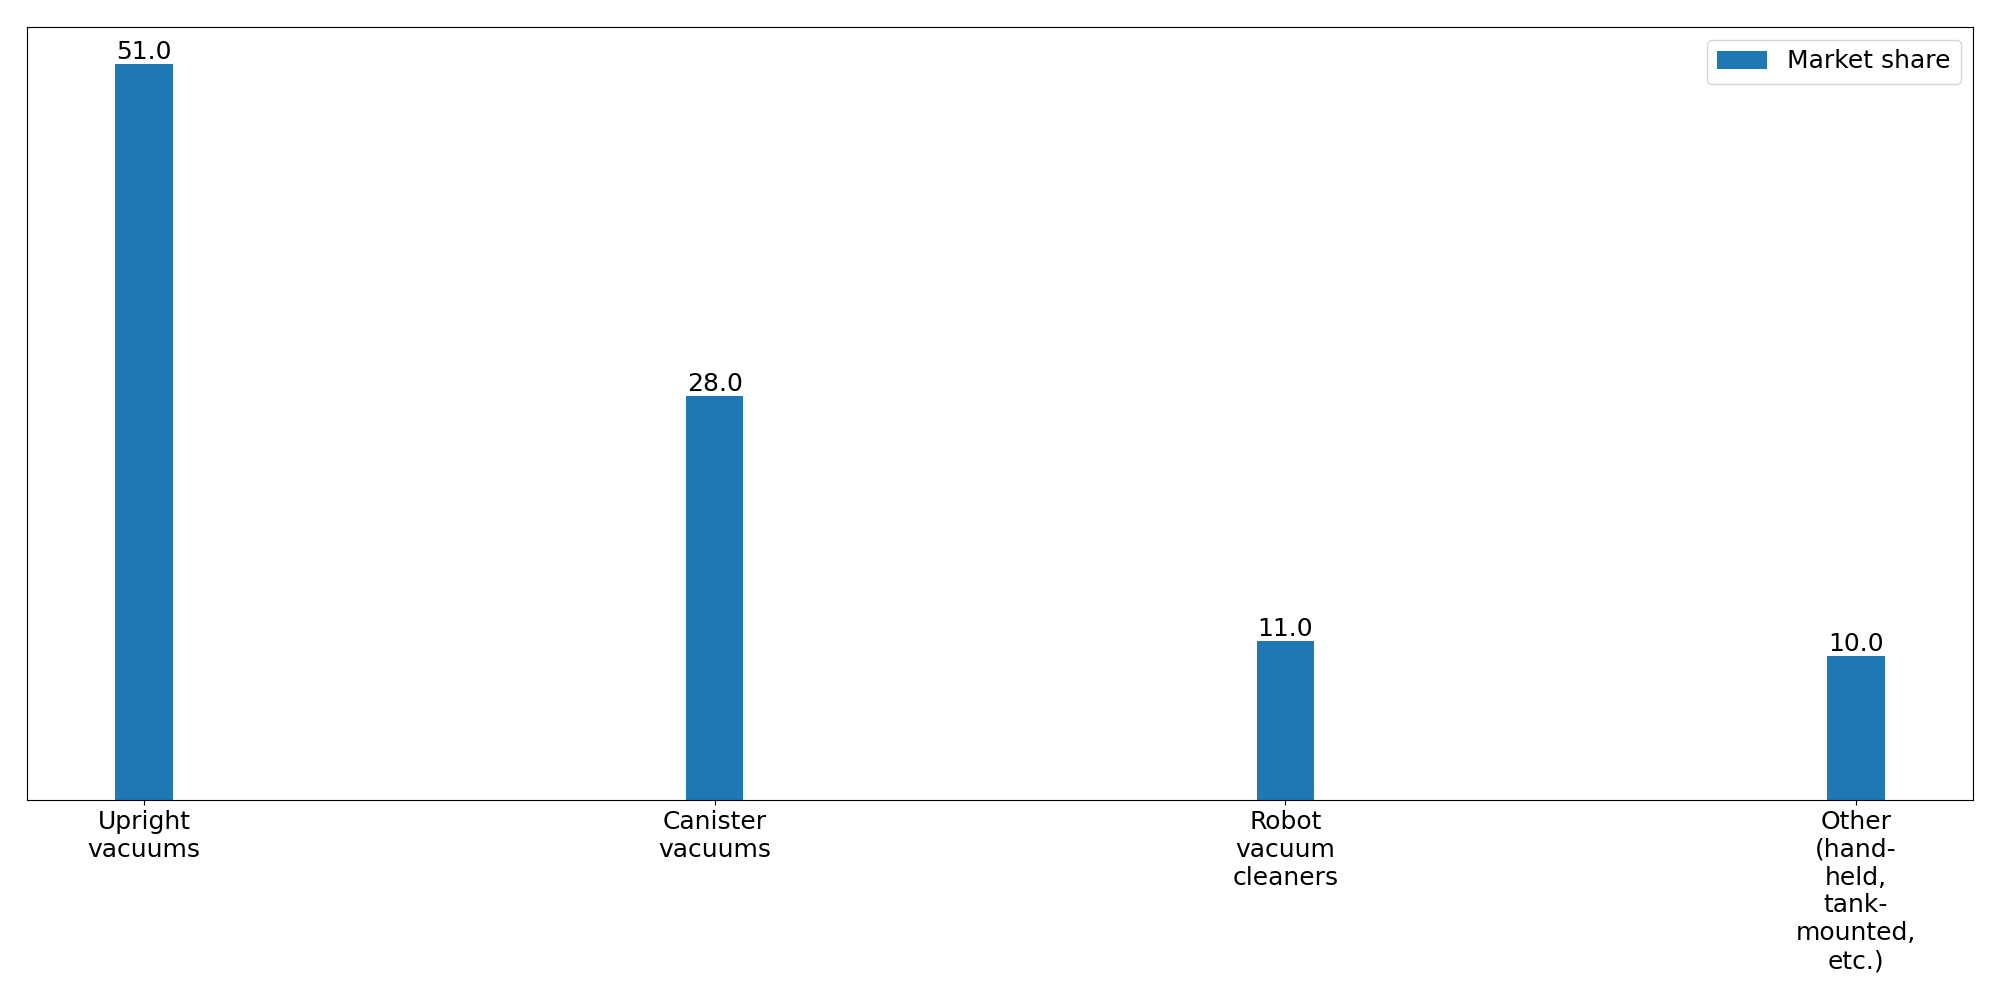 51.0
Market share
28.0
11.0
10.0
Upright
vacuums
Canister
vacuums
Robot
vacuum
cleaners
Other
(hand-
held,
tank-
mounted,
etc.)